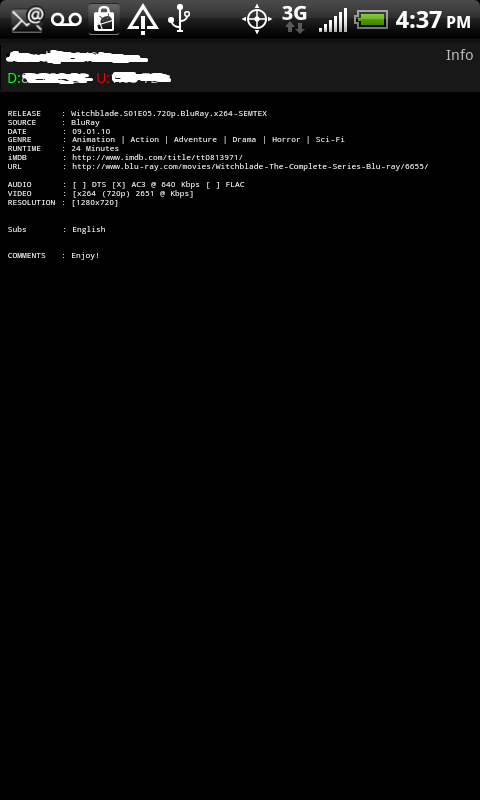 3G
4:37 PM
Info
D: U:
RELEASE : Witchblade.S01E05.720p.BluRay.x264-SEMTEX
SOURCE : BluRay
DATE : 09.01.10
GENRE : Animation | Action | Adventure | Drama | Horror | Sci-Fi
RUNTIME : 24 Minutes
iMDB : http://www.imdb.com/title/tt0813971/
URL : http://www.blu-ray.com/movies/Witchblade-The-Complete-Series-Blu-ray/6655/
AUDIO : [ ] DTS [X] AC3 @ 640 Kbps [ ] FLAC
VIDEO : [x264 (720p) 2651 @ Kbps]
RESOLUTION : [1280x720]
Subs : English
COMMENTS : Enjoy!